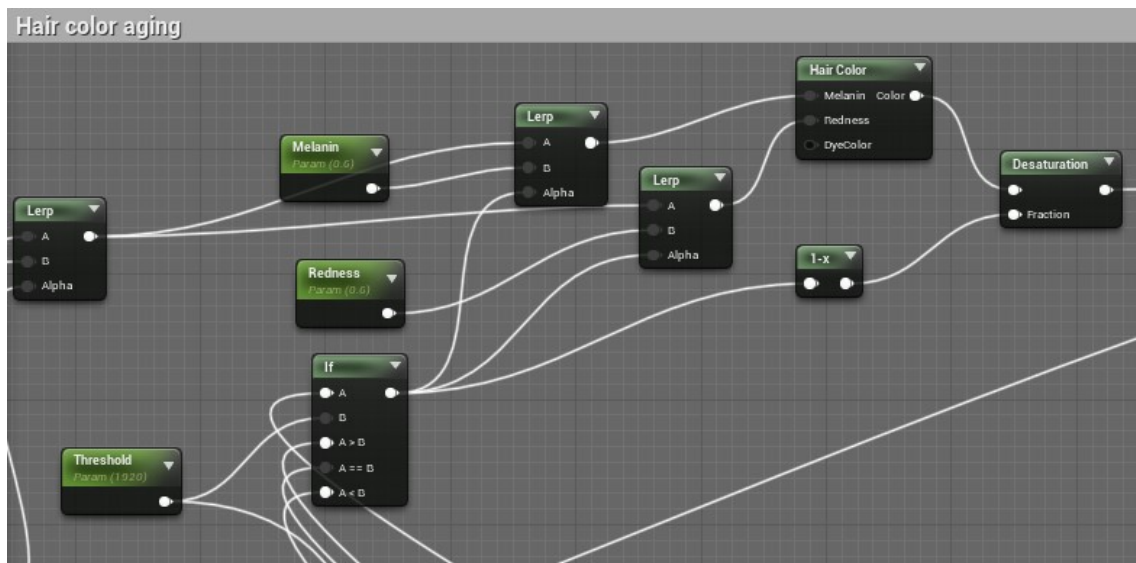 Hair color aging
Hair Color
Melanin Color
Redness
DyeColor
Lerp
A
B
Alpha
Melanin
Param (0.6)
Desaturation
Fraction
Lerp
A
B
Alpha
Lerp
A
B
Alpha
1-x
Redness
Param (0.6)
If
A
B
A > B
A == B
A < B
Threshold
Param (1920)